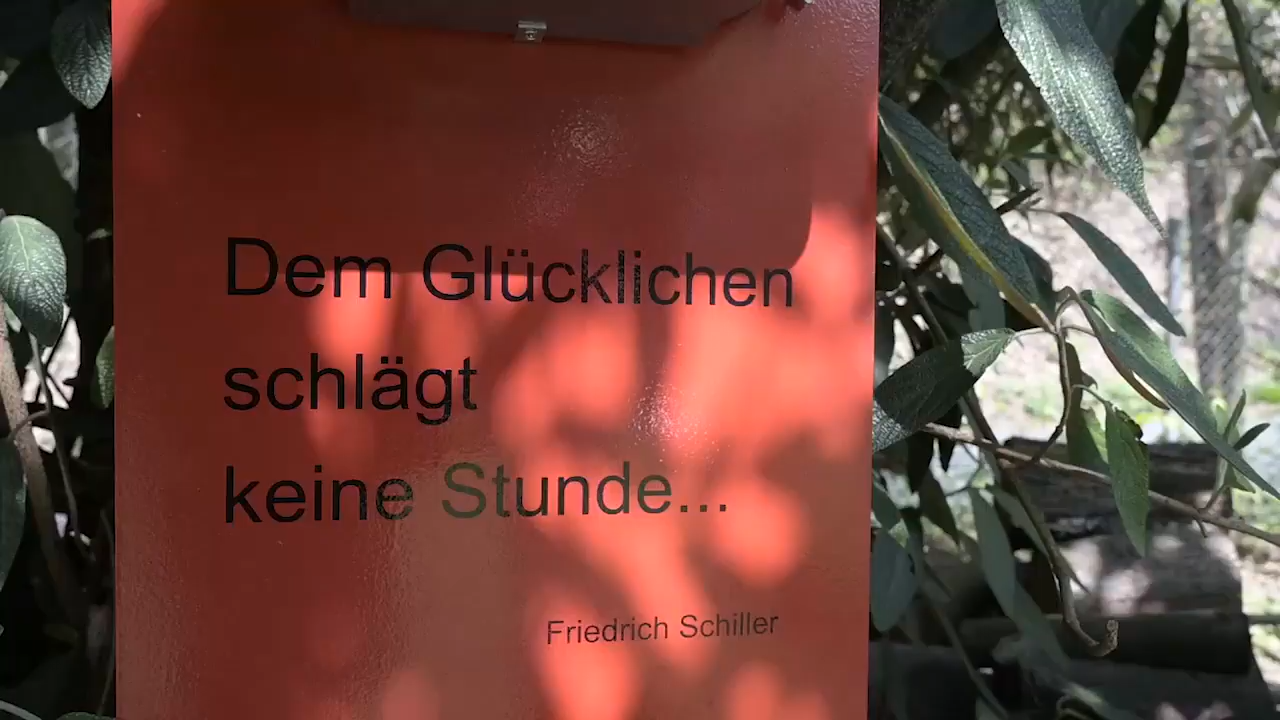 Dem Glücklichen
schlägt
keine Stunde...
Friedrich Schiller